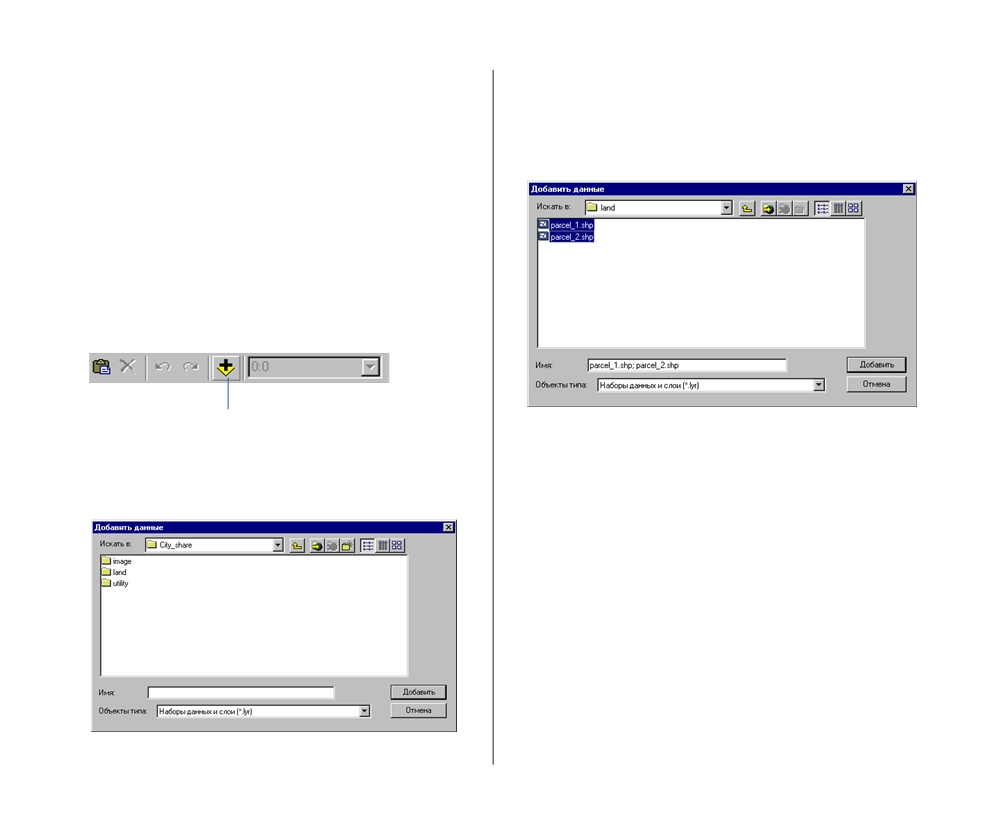 0:0
Добавить данные
Искать в:
City_share
image
land
utility
Имя:
Добавить
Объекты типа:
Наборы данных и слои (*.lyr)
Отмена
Добавить данные
Искать в:
land
parcel_1.shp
parcel_2.shp
Имя:
parcel_1.shp; parcel_2.shp
Добавить
Объекты типа:
Наборы данных и слои (*.lyr)
Отмена